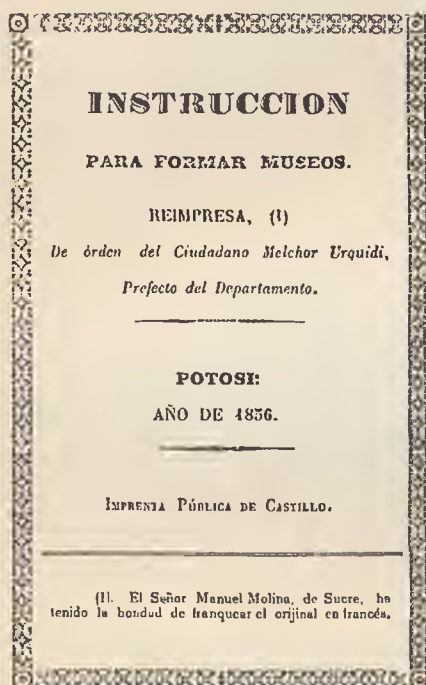 INSTRUCCION
PARA FORMAR MUSEOS.
REIMPRESA, (1)
De órden del Ciudadano Melchor Urquidi,
Prefecto del Departamento.
POTOSI:
AÑO DE 1856.
IMPRENTA PÚBLICA DE CASTILLO.
(1). El Señor Manuel Molina, de Sucre, ha
tenido la bondad de franquear el orijinal en francés.